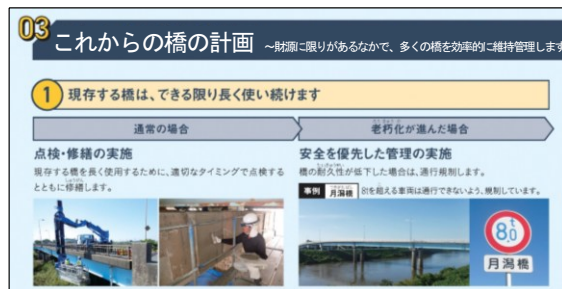 03
これからの橋の計画 ～財源に限りがあるなかで、多くの橋を効率的に維持管理します
1 現存する橋は、できる限り長く使い続けます
通常の場合
点検・修繕の実施
現存する橋を長く使用するために、適切なタイミングで点検する
とともに修繕します。
老朽化が進んだ場合
安全を優先した管理の実施
橋の耐久性が低下した場合は、通行規制します。
事例 月潟橋 8tを超える車両は通行できないよう、規制しています。
8.0
月潟橋